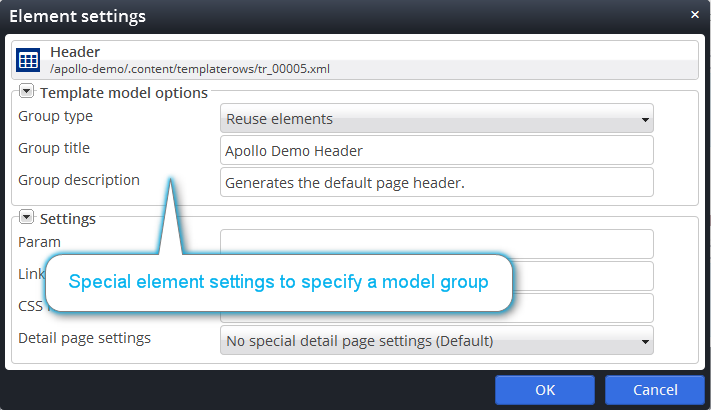 Element settings
×
Header
/apollo-demo/.content/templaterows/tr_00005.xml
Template model options
Group type
Reuse elements
Group title
Apollo Demo Header
Group description
Generates the default page header.
Settings
Param
Link
Special element settings to specify a model group
CSS
Detail page settings
No special detail page settings (Default)
OK
Cancel